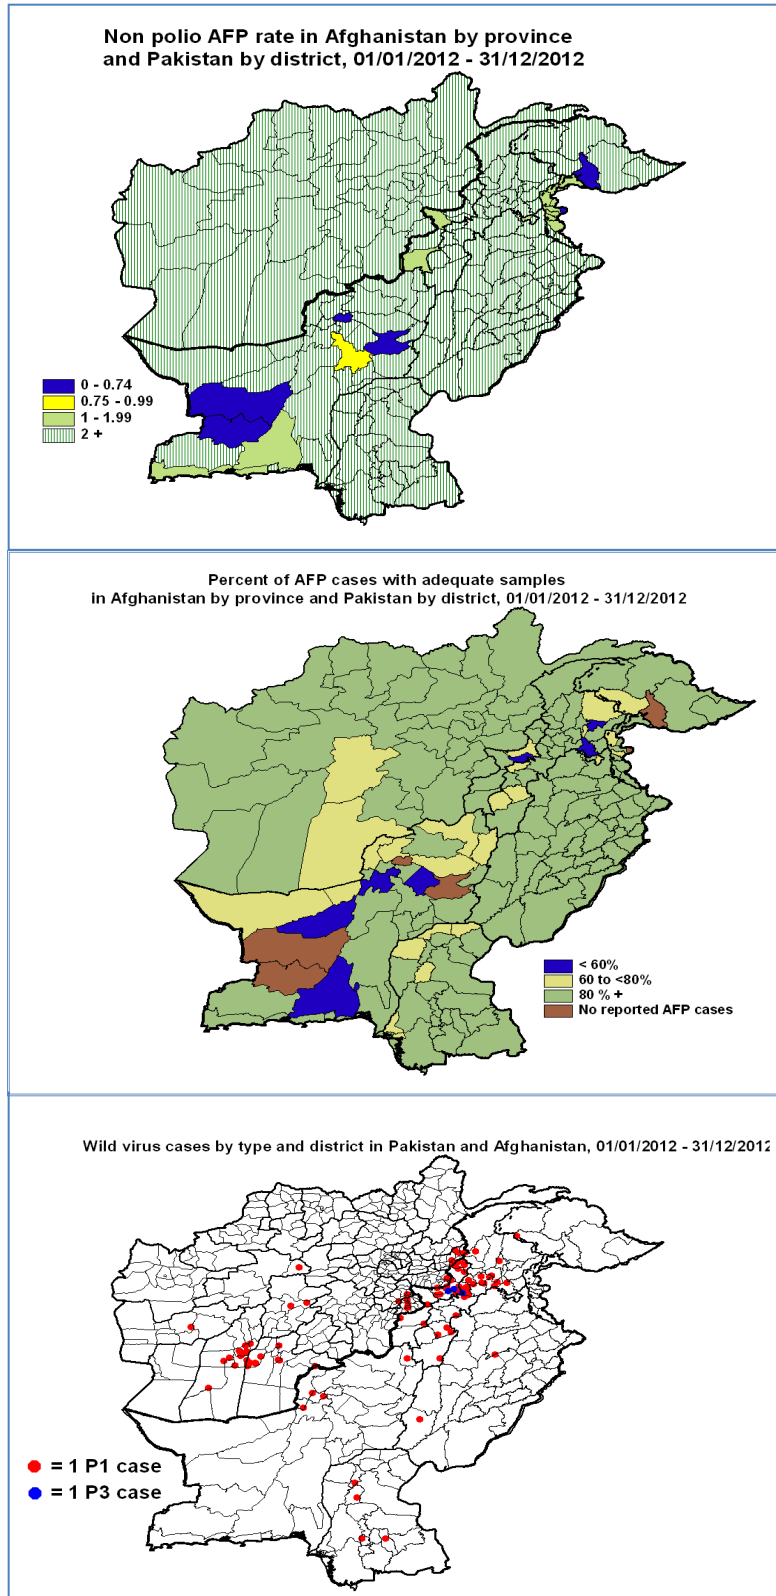 Non polio AFP rate in Afghanistan by province
and Pakistan by district, 01/01/2012 - 31/12/2012
0 - 0.74
0.75 - 0.99
1 - 1.99
2 +
Percent of AFP cases with adequate samples
in Afghanistan by province and Pakistan by district, 01/01/2012 - 31/12/2012
< 60%
60 to <80%
80 % +
No reported AFP cases
Wild virus cases by type and district in Pakistan and Afghanistan, 01/01/2012 - 31/12/2012
= 1 P1 case
= 1 P3 case